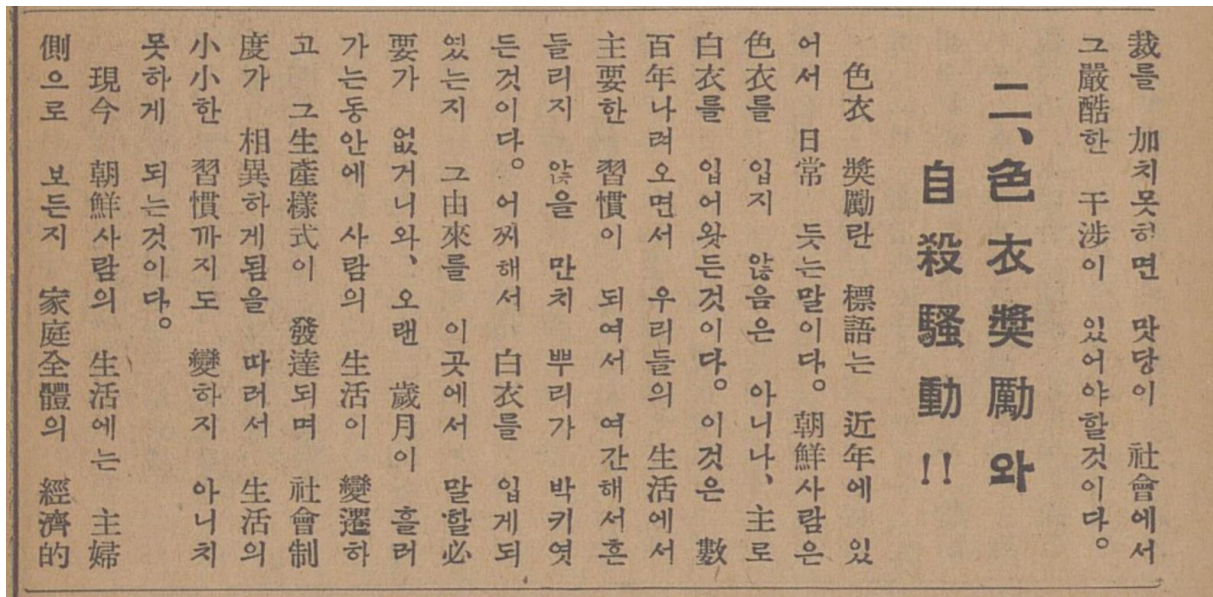 裁를 加치못하면 맛당이 社會에서
그嚴酷한 干涉이 있어야할것이다。
二、色衣奬勵와
自殺騷動!!
色衣 奬勵란 標語는 近年에 있
어서 日常 듯는말이다。朝鮮사람은
色衣를 입지 않음은 아니나、主로
白衣를 입어왓든것이다。이것은 數
百年나려오면서 우리들의 生活에서
主要한 習慣이 되여서 여간해서흔
들리지 않을 만치 뿌리가 박키엿
든것이다。어찌해서 白衣를 입게되
였는지 그由來를 이곳에서 말할必
要가 없거니와、오랜 歲月이 흘러
가는동안에 사람의 生活이 變遷하
고 그生產樣式이 發達되며 社會制
度가 相異하게됨을 따러서 生活의
小小한 習慣까지도 變하지 아니치
못하게 되는것이다。
現今 朝鮮사람의 生活에는 主婦
側으로 보든지 家庭全體의 經濟的